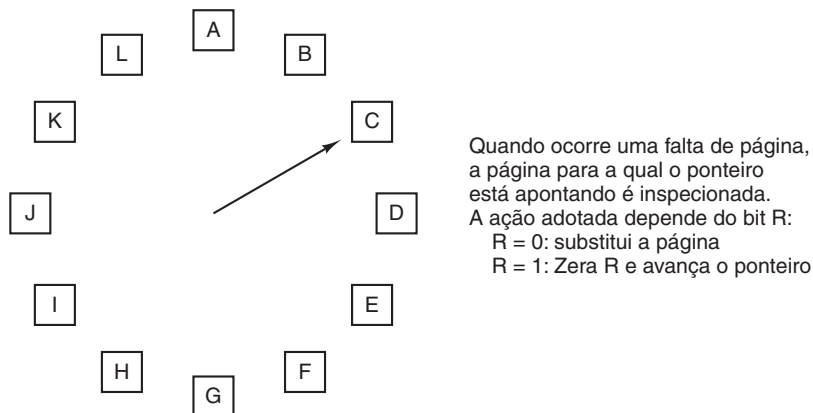 A
L
B
K
C
J
D
I
E
H
F
G
Quando ocorre uma falta de página,
a página para a qual o ponteiro
está apontando é inspecionada.
A ação adotada depende do bit R:
R = 0: substitui a página
R = 1: Zera R e avança o ponteiro